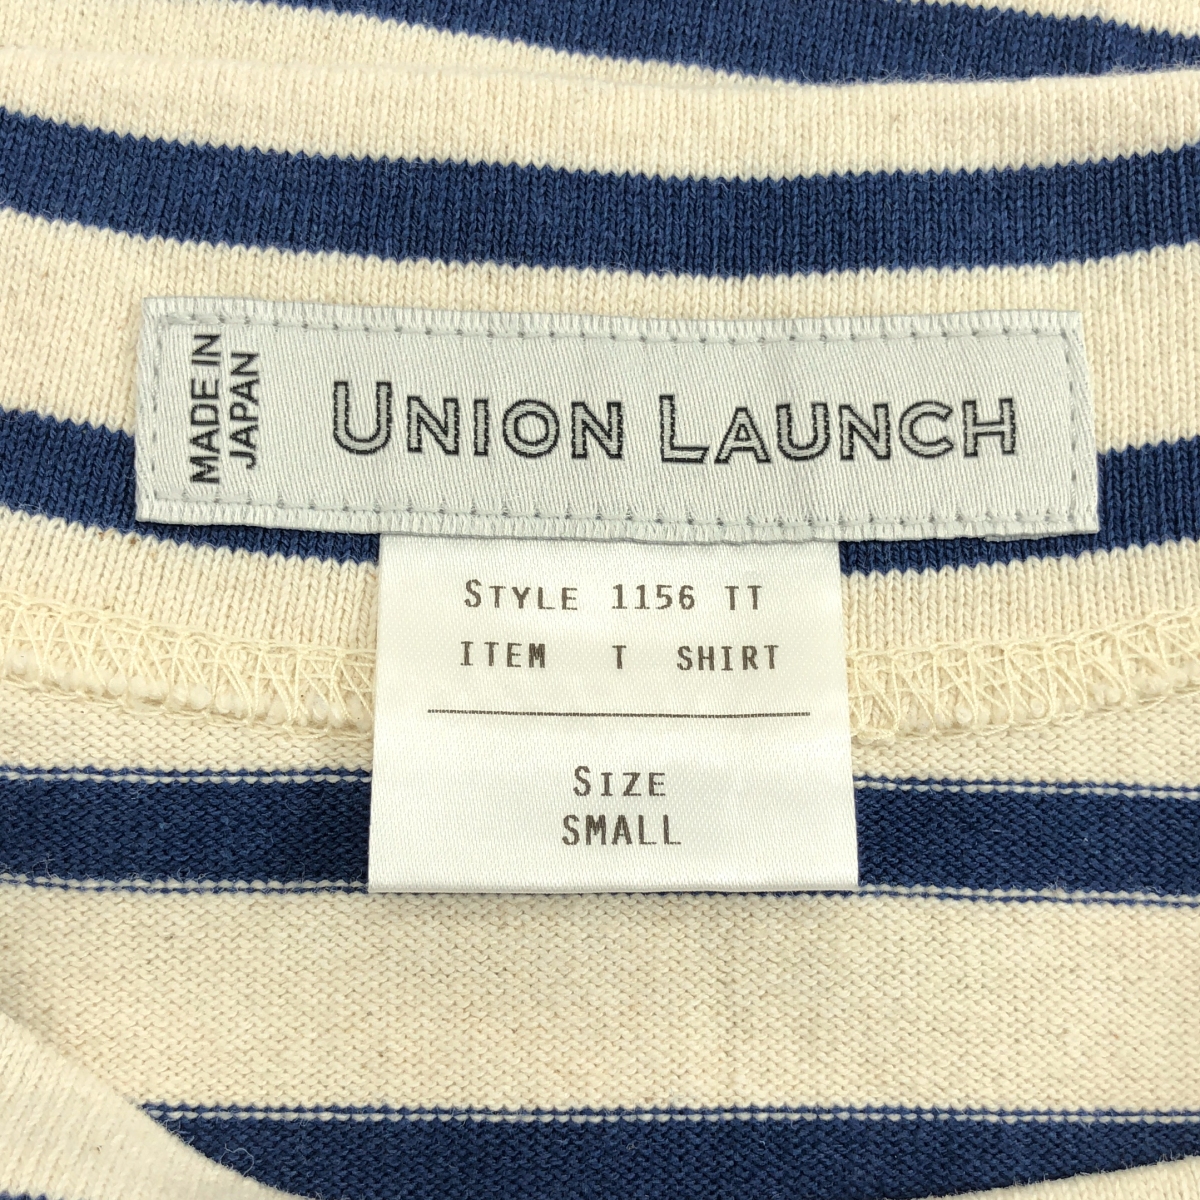 MADE IN
JAPAN
UNION LAUNCH
STYLE 1156 TT
ITEM T SHIRT
SIZE
SMALL